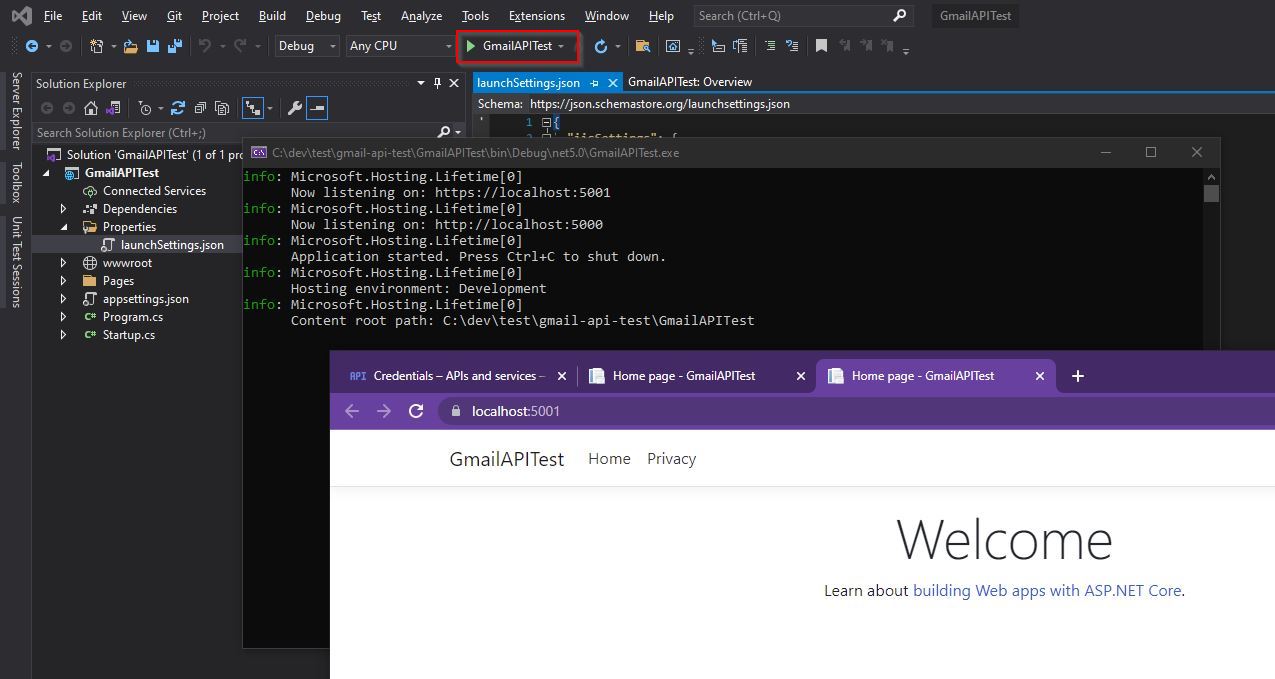 File Edit View Git Project Build Debug Test Analyze Tools Extensions Window Help Search (Ctrl+Q) GmailAPITest
Debug Any CPU GmailAPITest
Server Explorer
Toolbox
Unit Test Sessions
Solution Explorer
Search Solution Explorer (Ctrl+;)
Solution 'GmailAPITest' (1 of 1 pr
GmailAPITest
Connected Services
Dependencies
Properties
launchSettings.json
wwwroot
Pages
appsettings.json
C# Program.cs
C# Startup.cs
launchSettings.json GmailAPITest: Overview
Schema: https://json.schemastore.org/launchsettings.json
1 {
2 "iisSettings": {
C:\dev\test\gmail-api-test\GmailAPITest\bin\Debug\net5.0\GmailAPITest.exe
info: Microsoft.Hosting.Lifetime[0]
Now listening on: https://localhost:5001
info: Microsoft.Hosting.Lifetime[0]
Now listening on: http://localhost:5000
info: Microsoft.Hosting.Lifetime[0]
Application started. Press Ctrl+C to shut down.
info: Microsoft.Hosting.Lifetime[0]
Hosting environment: Development
info: Microsoft.Hosting.Lifetime[0]
Content root path: C:\dev\test\gmail-api-test\GmailAPITest
API Credentials – APIs and services – Home page - GmailAPITest Home page - GmailAPITest
localhost:5001
GmailAPITest Home Privacy
Welcome
Learn about building Web apps with ASP.NET Core.